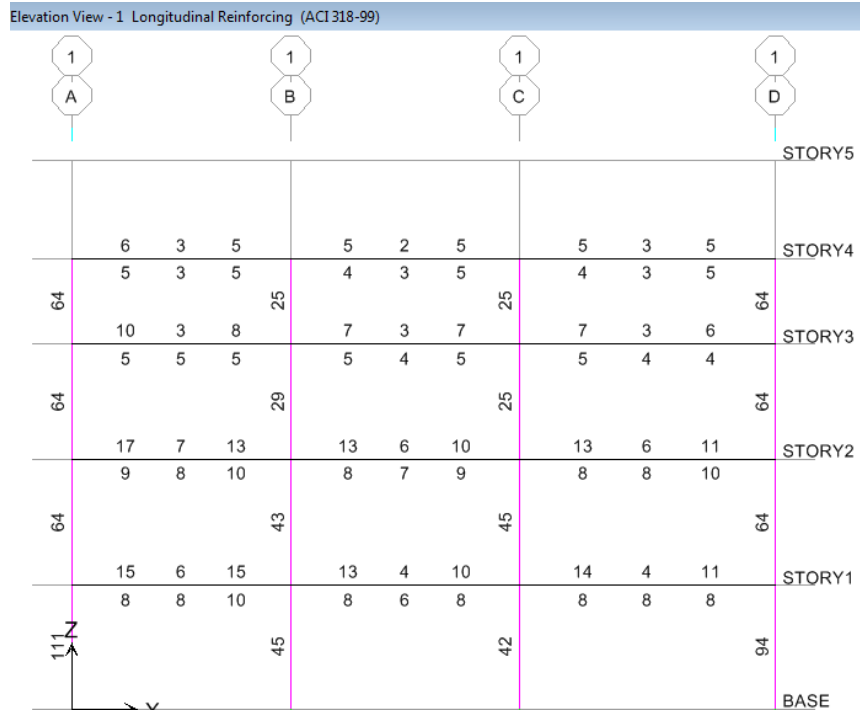 Elevation View - 1 Longitudinal Reinforcing (ACI 318-99)
1 1 1 1
A B C D
STORY5
6 3 5 5 2 5 5 3 5 STORY4
5 3 5 4 3 5 4 3 5
64 25 25 64
10 3 8 7 3 7 7 3 6 STORY3
5 5 5 5 4 5 5 4 4
64 29 25 64
17 7 13 13 6 10 13 6 11 STORY2
9 8 10 8 7 9 8 8 10
64 43 45 64
15 6 15 13 4 10 14 4 11 STORY1
8 8 10 8 6 8 8 8 8
Z
111 45 42 94
BASE
Y